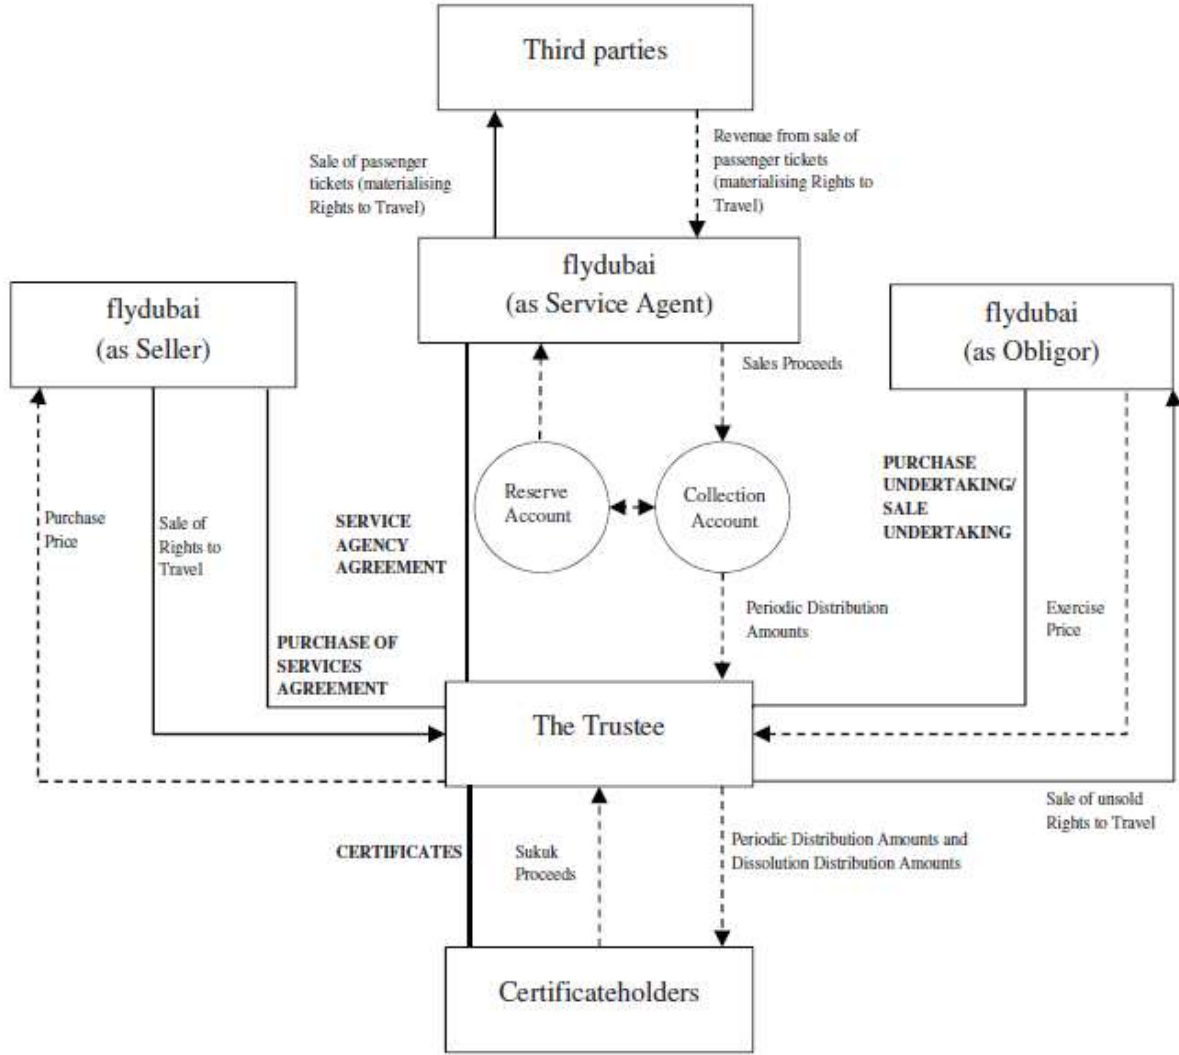 Third parties
Sale of passenger
tickets (materialising
Rights to Travel)
Revenue from sale of
passenger tickets
(materialising Rights to
Travel)
flydubai
(as Service Agent)
flydubai
(as Seller)
flydubai
(as Obligor)
Sales Proceeds
Reserve
Account
Collection
Account
PURCHASE
UNDERTAKING/
SALE
UNDERTAKING
Purchase
Price
Sale of
Rights to
Travel
SERVICE
AGENCY
AGREEMENT
Periodic Distribution
Amounts
Exercise
Price
PURCHASE OF
SERVICES
AGREEMENT
The Trustee
Sale of unsold
Rights to Travel
CERTIFICATES
Sukuk
Proceeds
Periodic Distribution Amounts and
Dissolution Distribution Amounts
Certificateholders